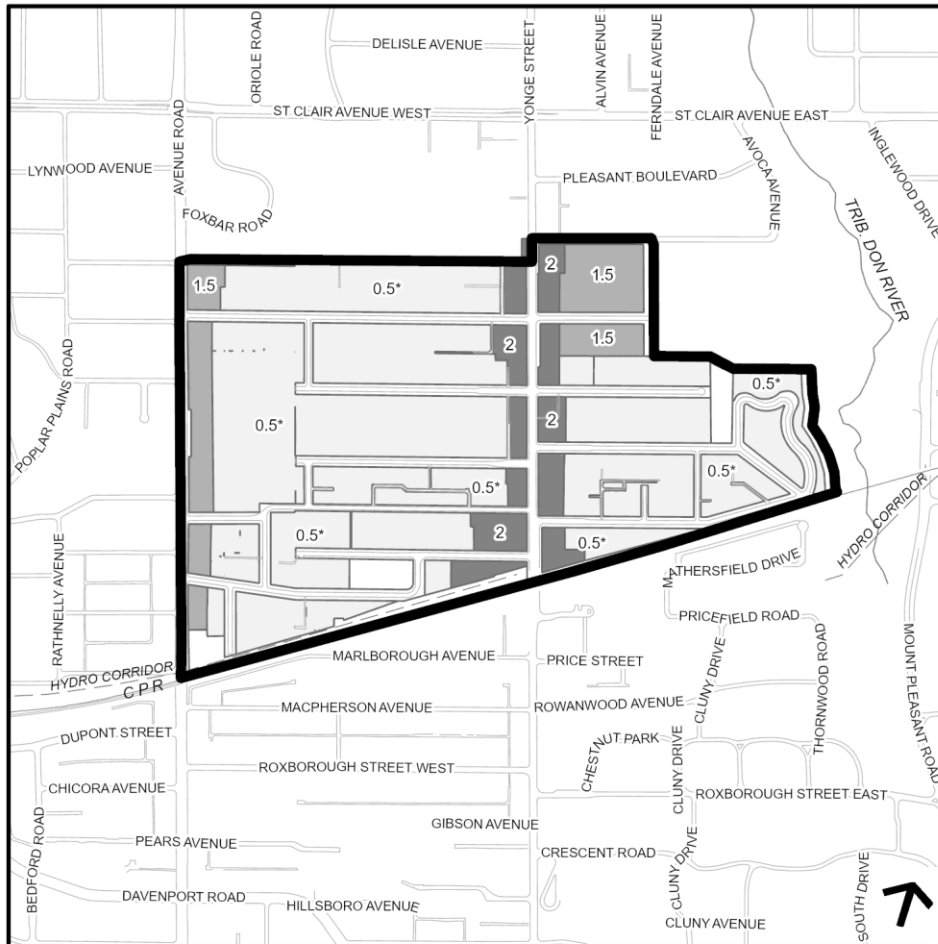 DELISLE AVENUE
ORIOLE ROAD
YONGE STREET
ALVIN AVENUE
FERNDALE AVENUE
ST CLAIR AVENUE WEST
ST CLAIR AVENUE EAST
AVENUE ROAD
LYNWOOD AVENUE
FOXBAR ROAD
PLEASANT BOULEVARD
AVOCA AVENUE
INGLEWOOD DRIVE
TRIB. DON RIVER
1.5
0.5*
2
1.5
2
1.5
0.5*
POPLAR PLAINS ROAD
0.5*
2
0.5*
0.5*
0.5*
2
0.5*
HYDRO CORRIDOR
RATHNELLY AVENUE
MATHERSFIELD DRIVE
PRICEFIELD ROAD
HYDRO CORRIDOR
CPR
MARLBOROUGH AVENUE
PRICE STREET
CLUNY DRIVE
THORNWOOD ROAD
MOUNT PLEASANT ROAD
MACPHERSON AVENUE
ROWANWOOD AVENUE
DUPONT STREET
CHESTNUT PARK
ROXBOROUGH STREET WEST
CLUNY DRIVE
CHICORA AVENUE
ROXBOROUGH STREET EAST
BEDFORD ROAD
GIBSON AVENUE
PEARS AVENUE
CRESCENT ROAD
CLUNY DRIVE
SOUTH DRIVE
DAVENPORT ROAD
HILLSBORO AVENUE
CLUNY AVENUE